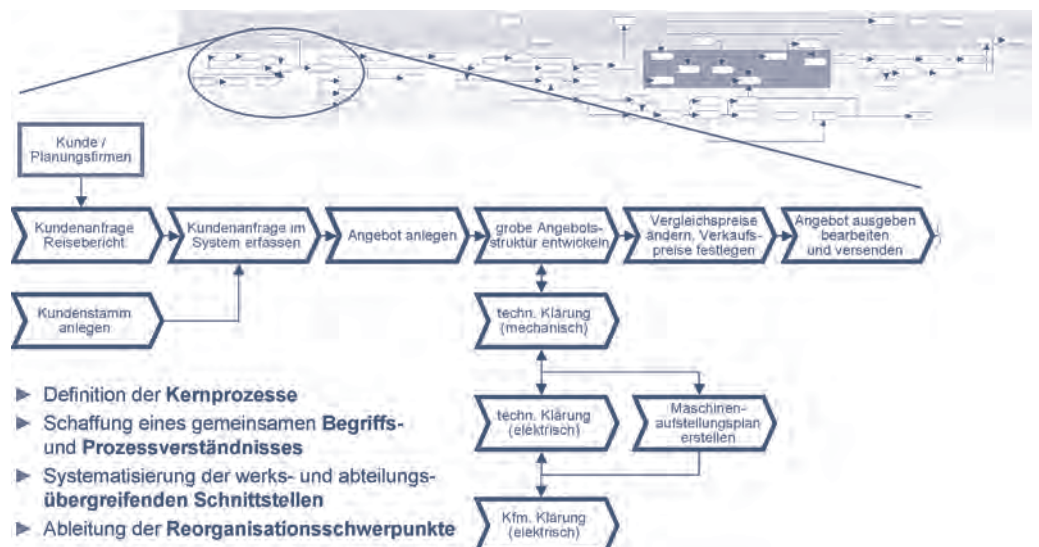 Kunde /
Planungsfirmen
Kundenanfrage
Reisebericht
Kundenanfrage im
System erfassen
Angebot anlegen
grobe Angebots-
struktur entwickeln
Vergleichspreise
ändern, Verkaufs-
preise festlegen
Angebot ausgeben
bearbeiten
und versenden
Kundenstamm
anlegen
techn. Klärung
(mechanisch)
techn. Klärung
(elektrisch)
Maschinen-
aufstellungsplan
erstellen
Kfm. Klärung
(elektrisch)
► Definition der Kernprozesse
► Schaffung eines gemeinsamen Begriffs-
und Prozessverständnisses
► Systematisierung der werks- und abteilungs-
übergreifenden Schnittstellen
► Ableitung der Reorganisationsschwerpunkte